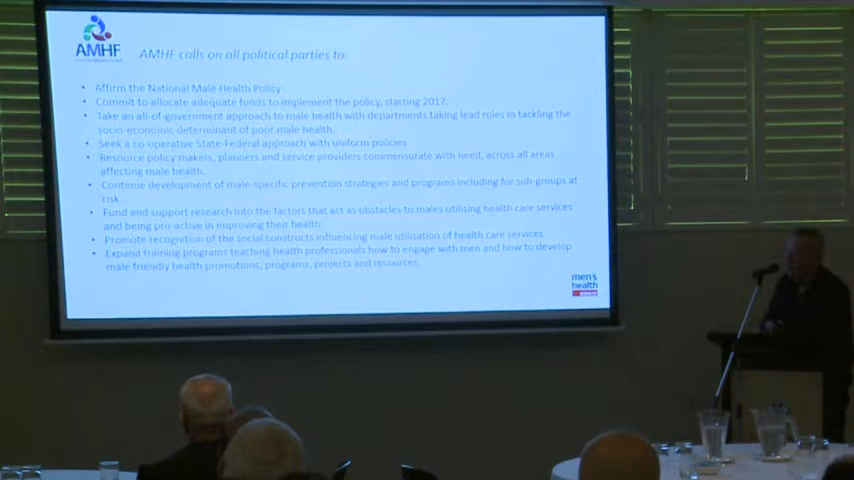 AMHF
AMHF calls on all political parties to:
• Affirm the National Male Health Policy
• Commit to allocate adequate funds to implement the policy, starting 2017.
• Take an all-of-government approach to male health with departments taking lead roles in tackling the
socio-economic determinant of poor male health.
• Seek a co-operative State-Federal approach with uniform policies
• Resource policy makers, planners and service providers commensurate with need, across all areas
affecting male health.
• Continue development of male-specific prevention strategies and programs including for sub-groups at
risk.
• Fund and support research into the factors that act as obstacles to males utilising health care services
and being pro-active in improving their health.
• Promote recognition of the social constructs influencing male utilisation of health care services
• Expand training programs teaching health professionals how to engage with men and how to develop
male friendly health promotions, programs, projects and resources.
men's
health